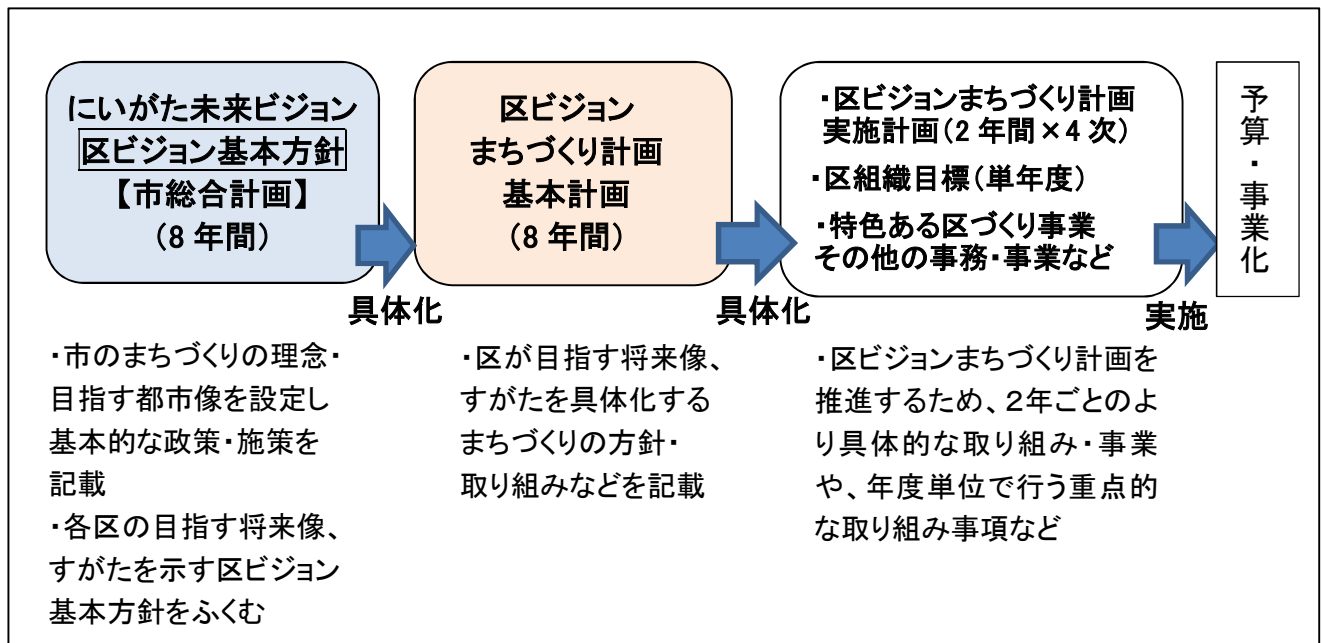 にいがた未来ビジョン
区ビジョン基本方針
【市総合計画】
(8年間)
具体化
区ビジョン
まちづくり計画
基本計画
(8年間)
具体化
・区ビジョンまちづくり計画
実施計画(2年間×4次)
・区組織目標(単年度)
・特色ある区づくり事業
その他の事務・事業など
実施
予算・事業化
・市のまちづくりの理念・
目指す都市像を設定し
基本的な政策・施策を
記載
・各区の目指す将来像、
すがたを示す区ビジョン
基本方針をふくむ
・区が目指す将来像、
すがたを具体化する
まちづくりの方針・
取り組みなどを記載
・区ビジョンまちづくり計画を
推進するため、2年ごとのよ
り具体的な取り組み・事業
や、年度単位で行う重点的
な取り組み事項など